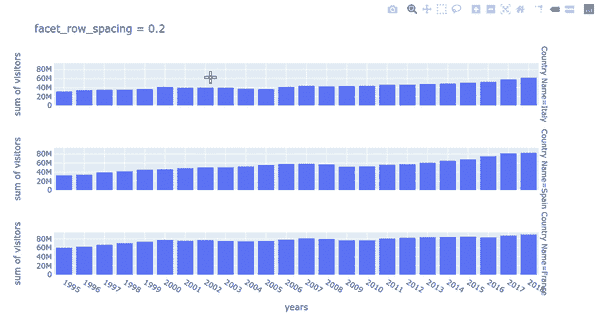 facet_row_spacing = 0.2
sum of visitors
80M
60M
40M
20M
0
Country Name=Italy
sum of visitors
80M
60M
40M
20M
0
Country Name=Spain
sum of visitors
80M
60M
40M
20M
0
Country Name=France
1995 1996 1997 1998 1999 2000 2001 2002 2003 2004 2005 2006 2007 2008 2009 2010 2011 2012 2013 2014 2015 2016 2017 2018
years